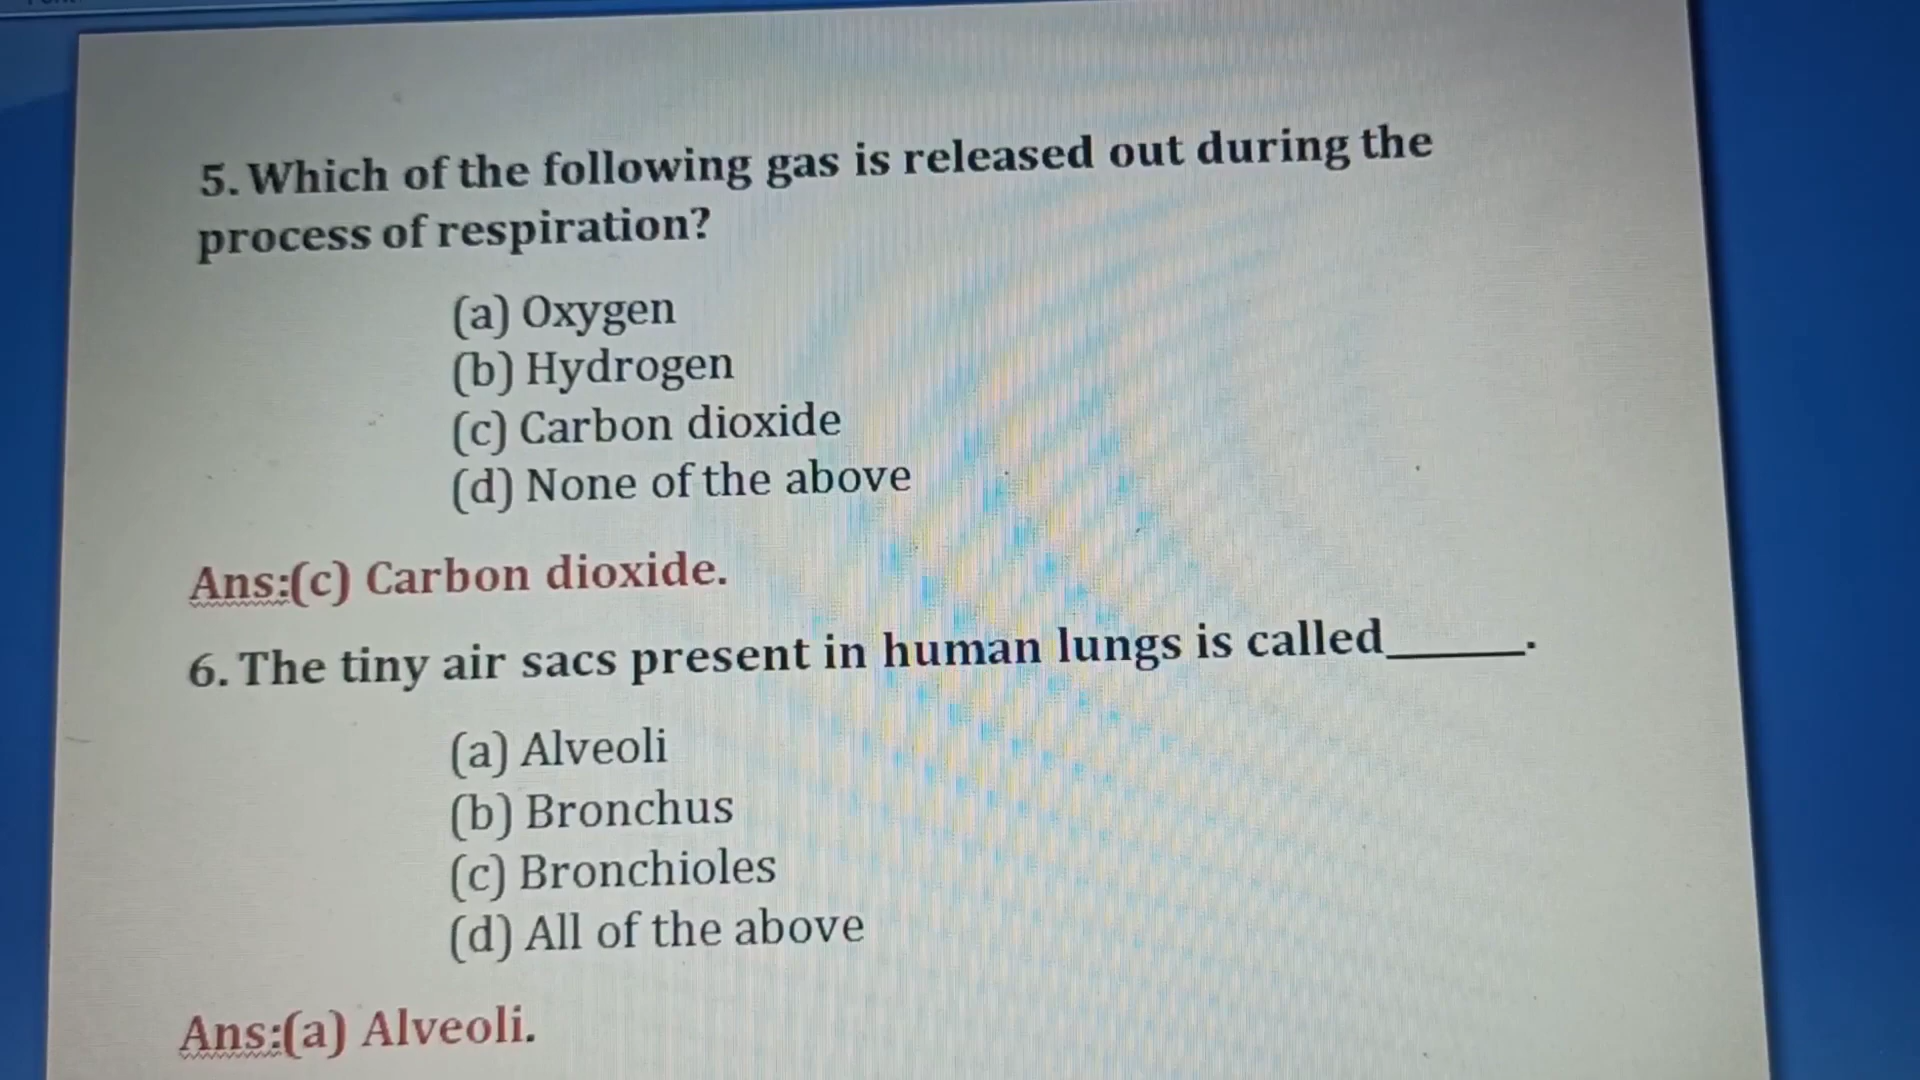 5. Which of the following gas is released out during the
process of respiration?
(a) Oxygen
(b) Hydrogen
(c) Carbon dioxide
(d) None of the above
Ans:(c) Carbon dioxide.
6. The tiny air sacs present in human lungs is called______.
(a) Alveoli
(b) Bronchus
(c) Bronchioles
(d) All of the above
Ans:(a) Alveoli.